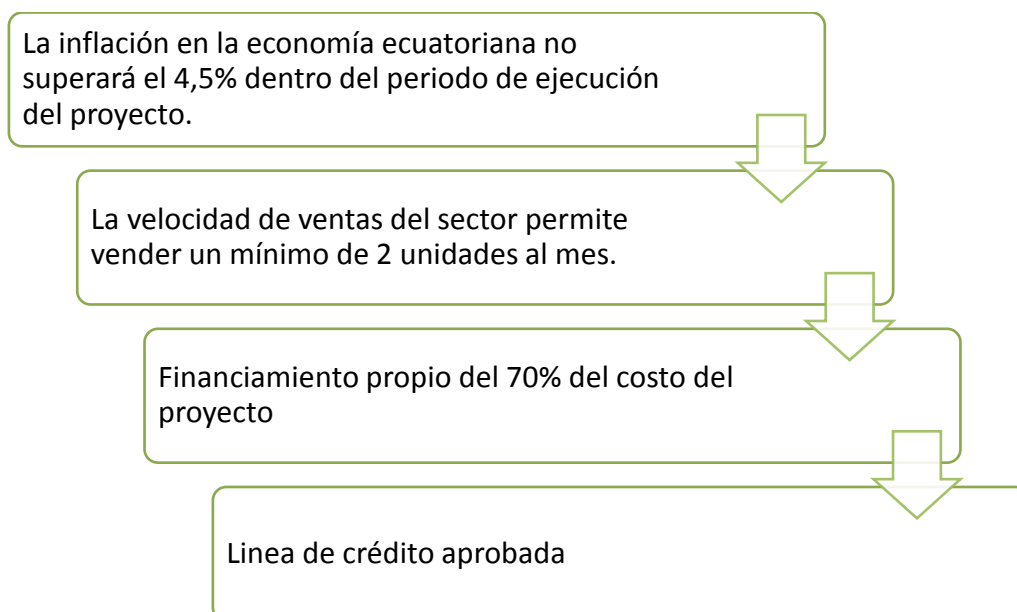 La inflación en la economía ecuatoriana no
superará el 4,5% dentro del periodo de ejecución
del proyecto.
La velocidad de ventas del sector permite
vender un mínimo de 2 unidades al mes.
Financiamiento propio del 70% del costo del
proyecto
Linea de crédito aprobada